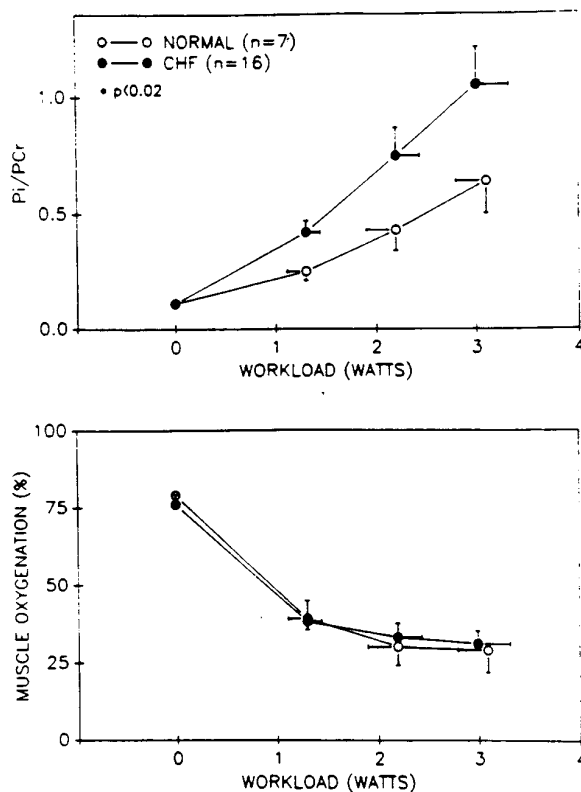 NORMAL (n=7)
CHF (n=16)
• p<0.02
Pi/PCr
1.0
0.5
0.0
0 1 2 3 4
WORKLOAD (WATTS)
MUSCLE OXYGENATION (%)
100
75
50
25
0
0 1 2 3 4
WORKLOAD (WATTS)